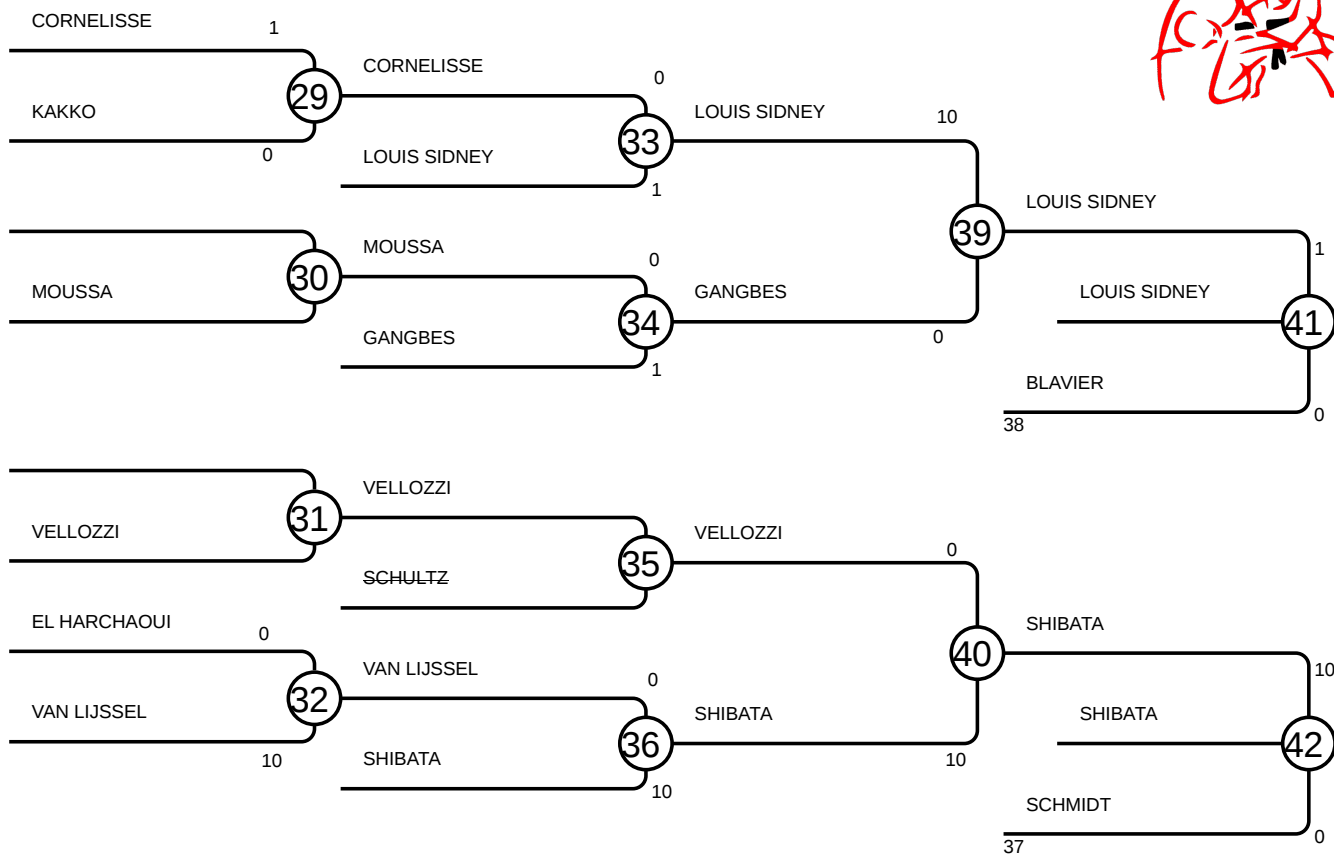 CORNELISSE
1
KAKKO
0
29
CORNELISSE
0
LOUIS SIDNEY
1
33
LOUIS SIDNEY
10
MOUSSA
30
MOUSSA
0
GANGBES
1
34
GANGBES
0
39
LOUIS SIDNEY
1
LOUIS SIDNEY
41
BLAVIER
38
0
VELLOZZI
31
VELLOZZI
SCHULTZ
35
VELLOZZI
0
EL HARCHAOUI
0
VAN LIJSSEL
10
32
VAN LIJSSEL
0
SHIBATA
10
36
SHIBATA
10
40
SHIBATA
10
SHIBATA
42
SCHMIDT
37
0